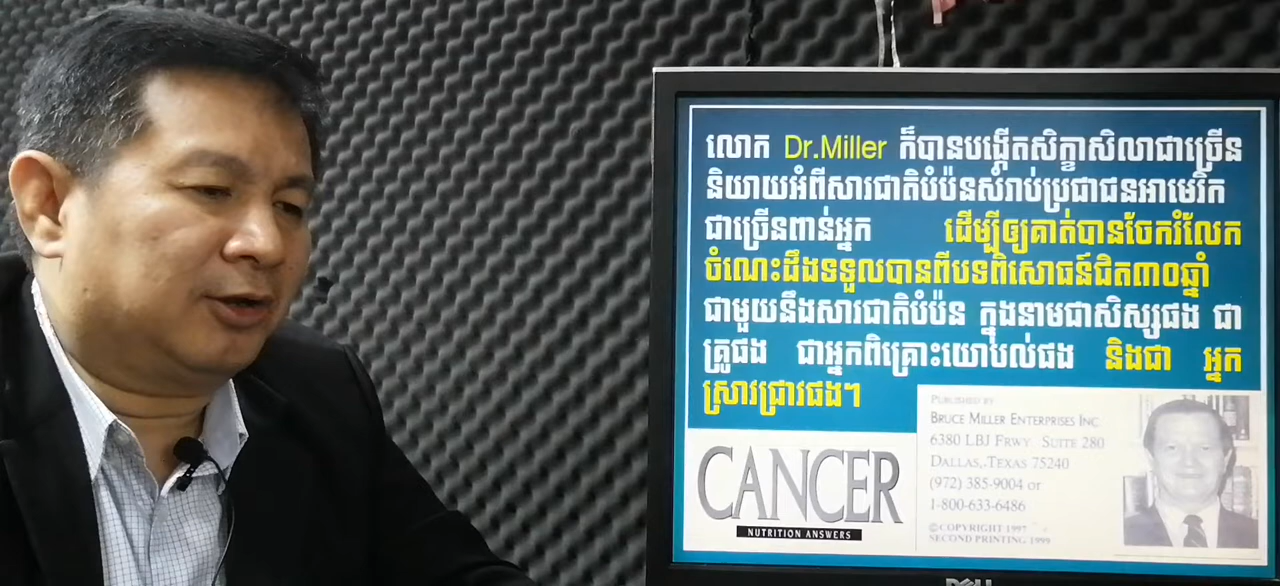 លោក Dr.Miller ក៏បានបង្កើតសិក្ខាសិលាជាច្រើន
និយាយអំពីសារជាតិបំប៉នសំរាប់ប្រជាជនអាមេរិក
ជាច្រើនពាន់អ្នក ដើម្បីឲ្យគាត់បានចែករំលែក
ចំណេះដឹងទទួលបានពីបទពិសោធន៍ជិត៣០ឆ្នាំ
ជាមួយនឹងសារជាតិបំប៉ន ក្នុងនាមជាសិស្សផង ជា
គ្រូផង ជាអ្នកពិគ្រោះយោបល់ផង និងជា អ្នក
ស្រាវជ្រាវផង។
CANCER
NUTRITION ANSWERS
PUBLISHED BY
BRUCE MILLER ENTERPRISES INC
6380 LBJ FRWY. SUITE 280
DALLAS, TEXAS 75240
(972) 385-9004 or
1-800-633-6486
©COPYRIGHT 1997
SECOND PRINTING 1999
DELL